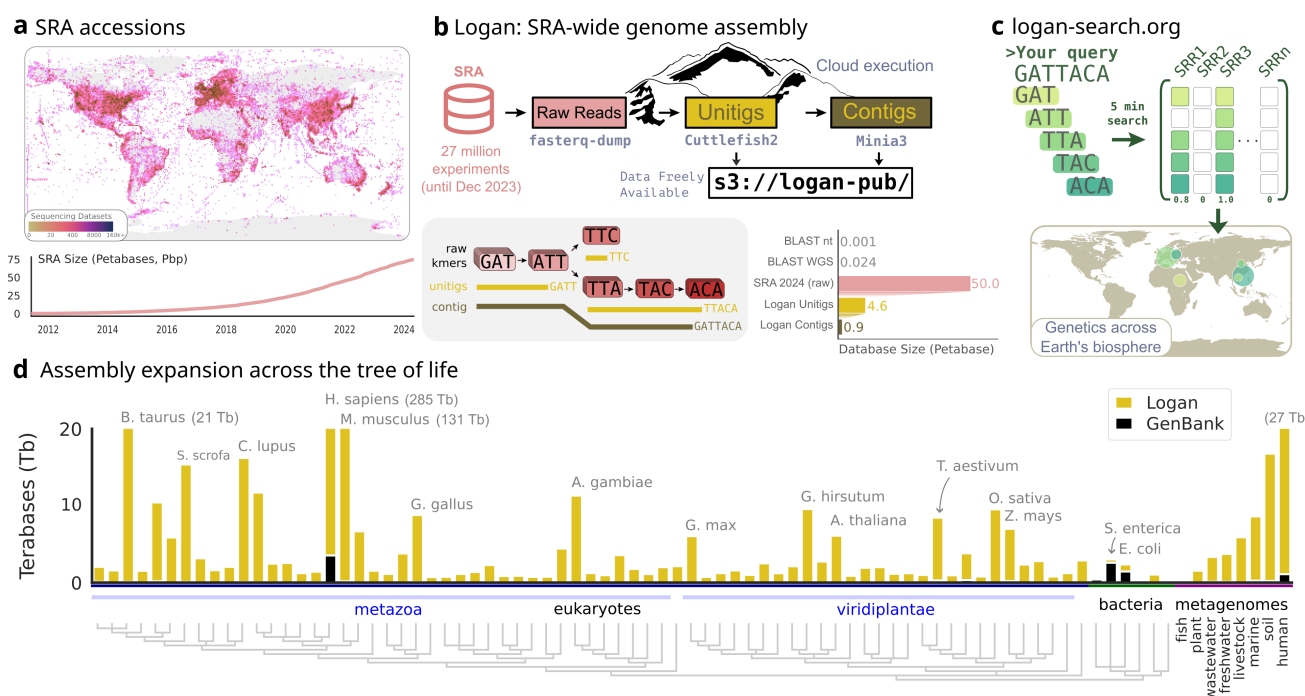 a SRA accessions
Sequencing Datasets
0 20 400 8000 160k+
SRA Size (Petabases, Pbp)
75
50
25
0
2012 2014 2016 2018 2020 2022 2024
b Logan: SRA-wide genome assembly
Cloud execution
SRA
Raw Reads
Unitigs
Contigs
fasterq-dump
Cuttlefish2
Minia3
27 million
experiments
(until Dec 2023)
Data Freely
Available
s3://logan-pub/
raw
kmers
GAT
ATT
TTC
TTC
TTA
TAC
ACA
unitigs
GATT
TTACA
contig
GATTACA
BLAST nt 0.001
BLAST WGS 0.024
SRA 2024 (raw) 50.0
Logan Unitigs 4.6
Logan Contigs 0.9
Database Size (Petabase)
c logan-search.org
>Your query
GATTACA
GAT
ATT
TTA
TAC
ACA
5 min
search
SRR1 SRR2 SRR3 SRRn
...
0.8 0 1.0 0
Genetics across
Earth's biosphere
d Assembly expansion across the tree of life
Terabases (Tb)
20
10
0
B. taurus (21 Tb)
S. scrofa
C. lupus
H. sapiens (285 Tb)
M. musculus (131 Tb)
G. gallus
A. gambiae
G. max
G. hirsutum
A. thaliana
T. aestivum
O. sativa
Z. mays
S. enterica
E. coli
(27 Tb
Logan
GenBank
metazoa
eukaryotes
viridiplantae
bacteria
metagenomes
fish
plant
wastewater
freshwater
livestock
marine
soil
human